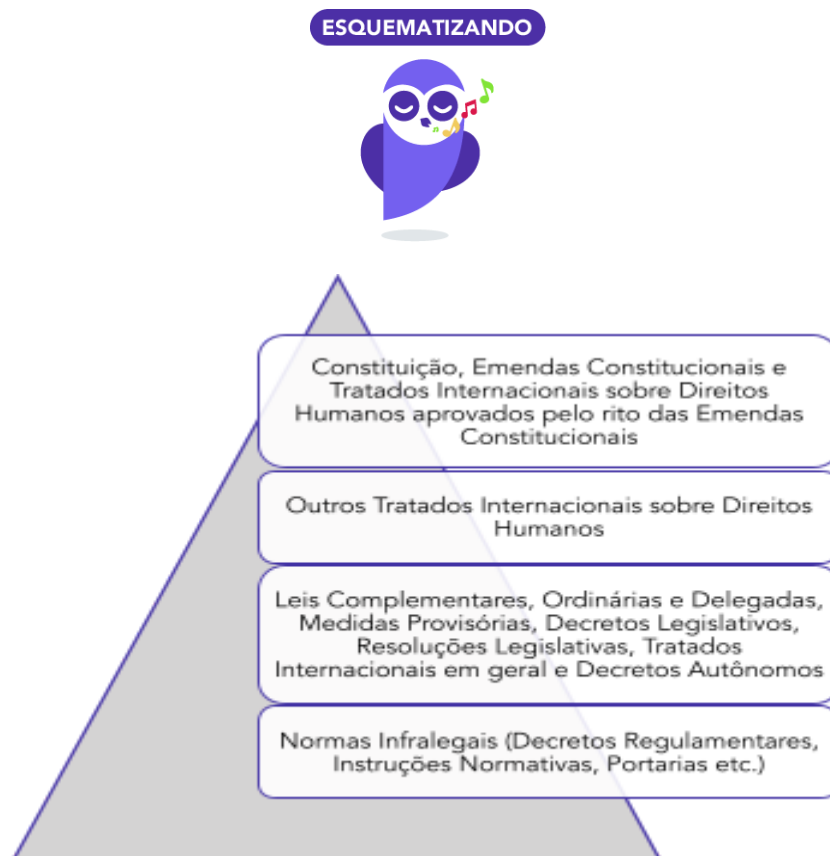 ESQUEMATIZANDO
Constituição, Emendas Constitucionais e
Tratados Internacionais sobre Direitos
Humanos aprovados pelo rito das Emendas
Constitucionais
Outros Tratados Internacionais sobre Direitos
Humanos
Leis Complementares, Ordinárias e Delegadas,
Medidas Provisórias, Decretos Legislativos,
Resoluções Legislativas, Tratados
Internacionais em geral e Decretos Autônomos
Normas Infralegais (Decretos Regulamentares,
Instruções Normativas, Portarias etc.)